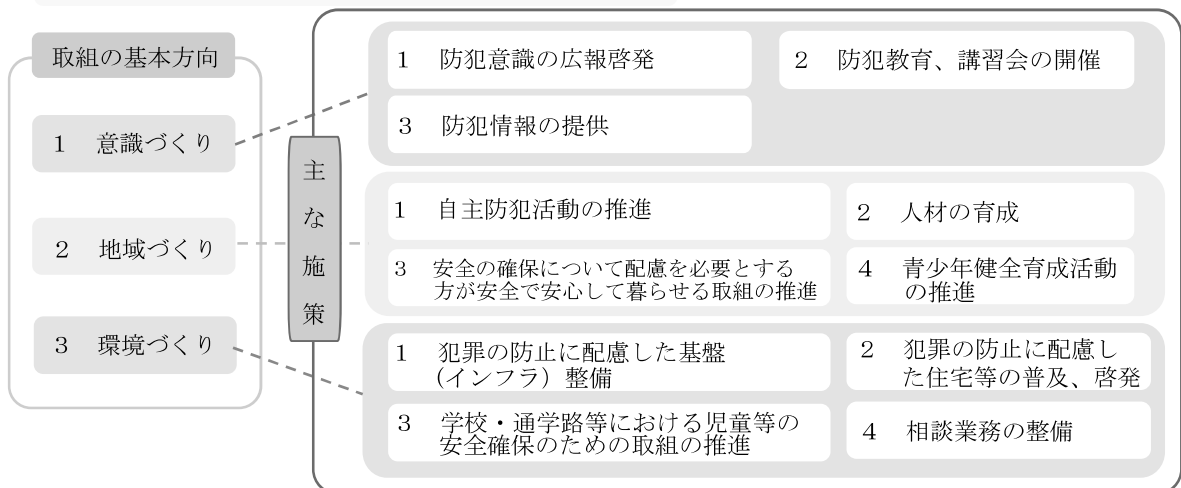 取組の基本方向
1 意識づくり
2 地域づくり
3 環境づくり
主な施策
1 防犯意識の広報啓発
2 防犯教育、講習会の開催
3 防犯情報の提供
1 自主防犯活動の推進
2 人材の育成
3 安全の確保について配慮を必要とする
方が安全で安心して暮らせる取組の推進
4 青少年健全育成活動
の推進
1 犯罪の防止に配慮した基盤
(インフラ）整備
2 犯罪の防止に配慮し
た住宅等の普及、啓発
3 学校・通学路等における児童等の
安全確保のための取組の推進
4 相談業務の整備